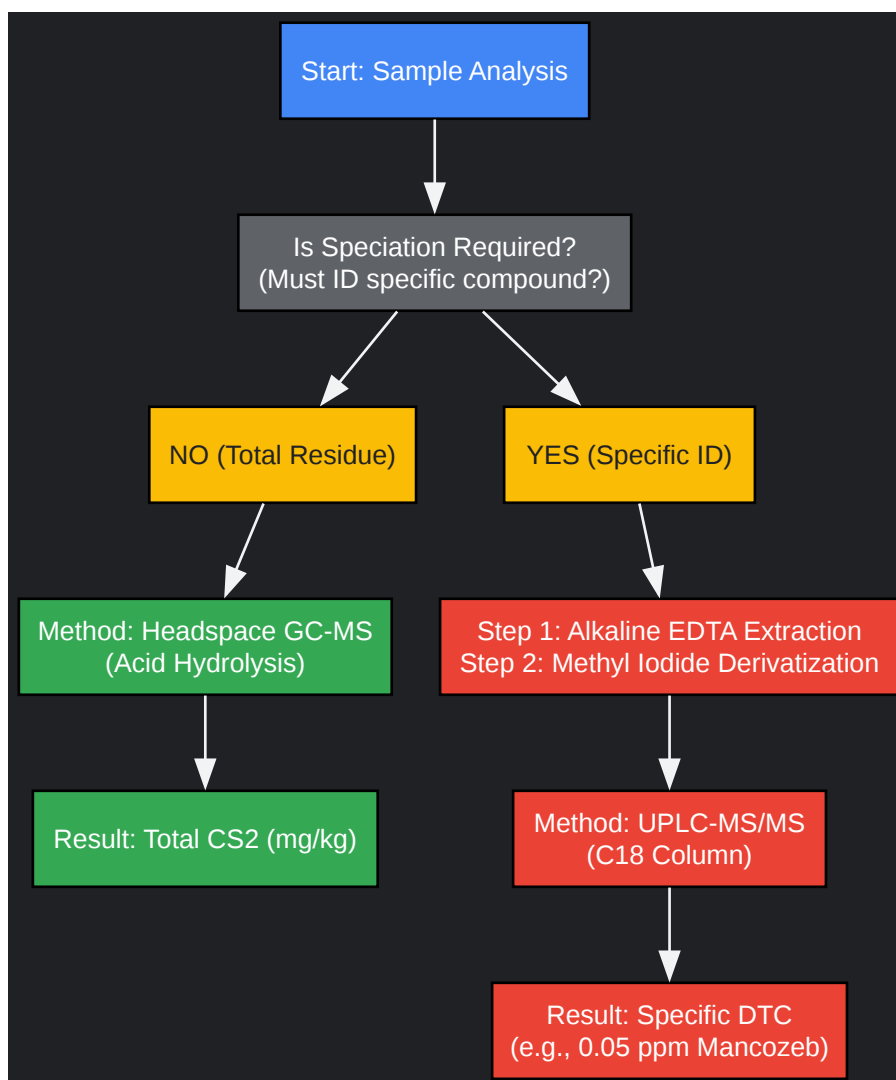 Start: Sample Analysis
Is Speciation Required?
(Must ID specific compound?)
NO (Total Residue)
YES (Specific ID)
Method: Headspace GC-MS
(Acid Hydrolysis)
Step 1: Alkaline EDTA Extraction
Step 2: Methyl Iodide Derivatization
Result: Total CS2 (mg/kg)
Method: UPLC-MS/MS
(C18 Column)
Result: Specific DTC
(e.g., 0.05 ppm Mancozeb)